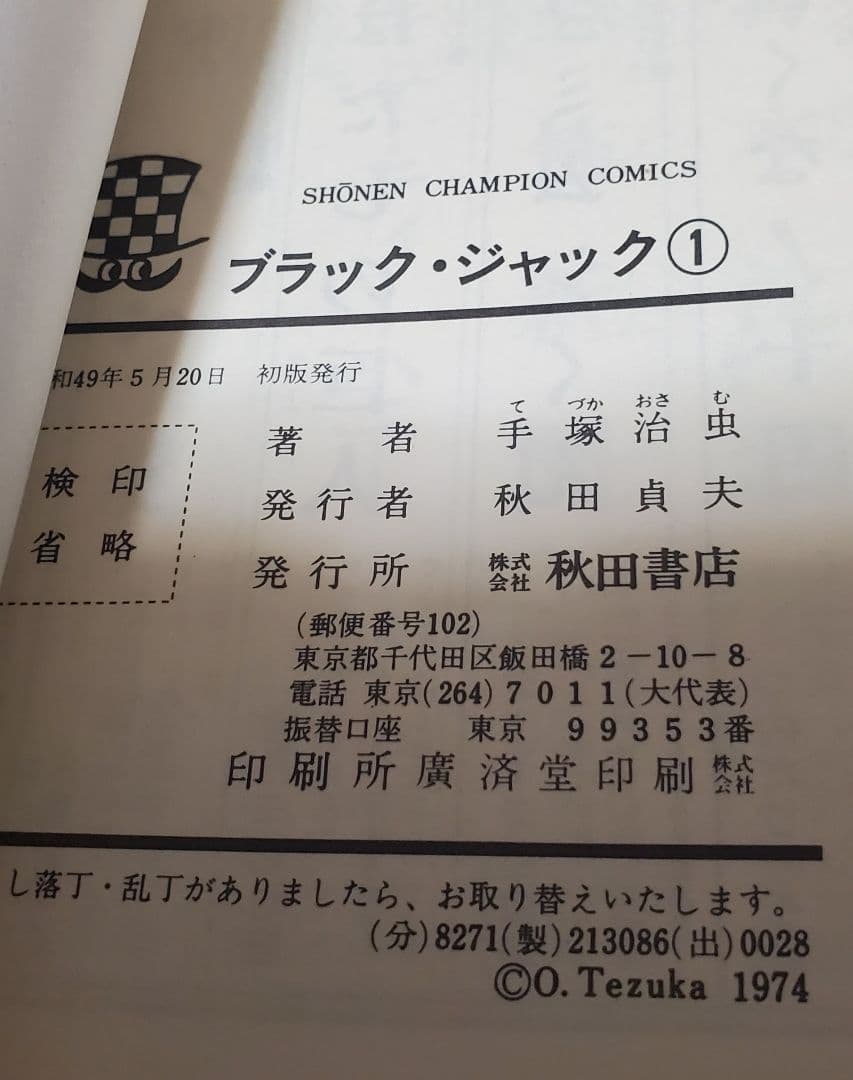 SHŌNEN CHAMPION COMICS
ブラック・ジャック①
和49年5月20日 初版発行
検印
省略
著者 手塚治虫
てづかおさむ
発行者 秋田貞夫
発行所 株式会社 秋田書店
(郵便番号102)
東京都千代田区飯田橋2-10-8
電話 東京(264)7011(大代表)
振替口座 東京 99353番
印刷所 廣済堂印刷株式会社
し落丁・乱丁がありましたら、お取り替えいたします。
(分)8271(製)213086(出)0028
©O. Tezuka 1974